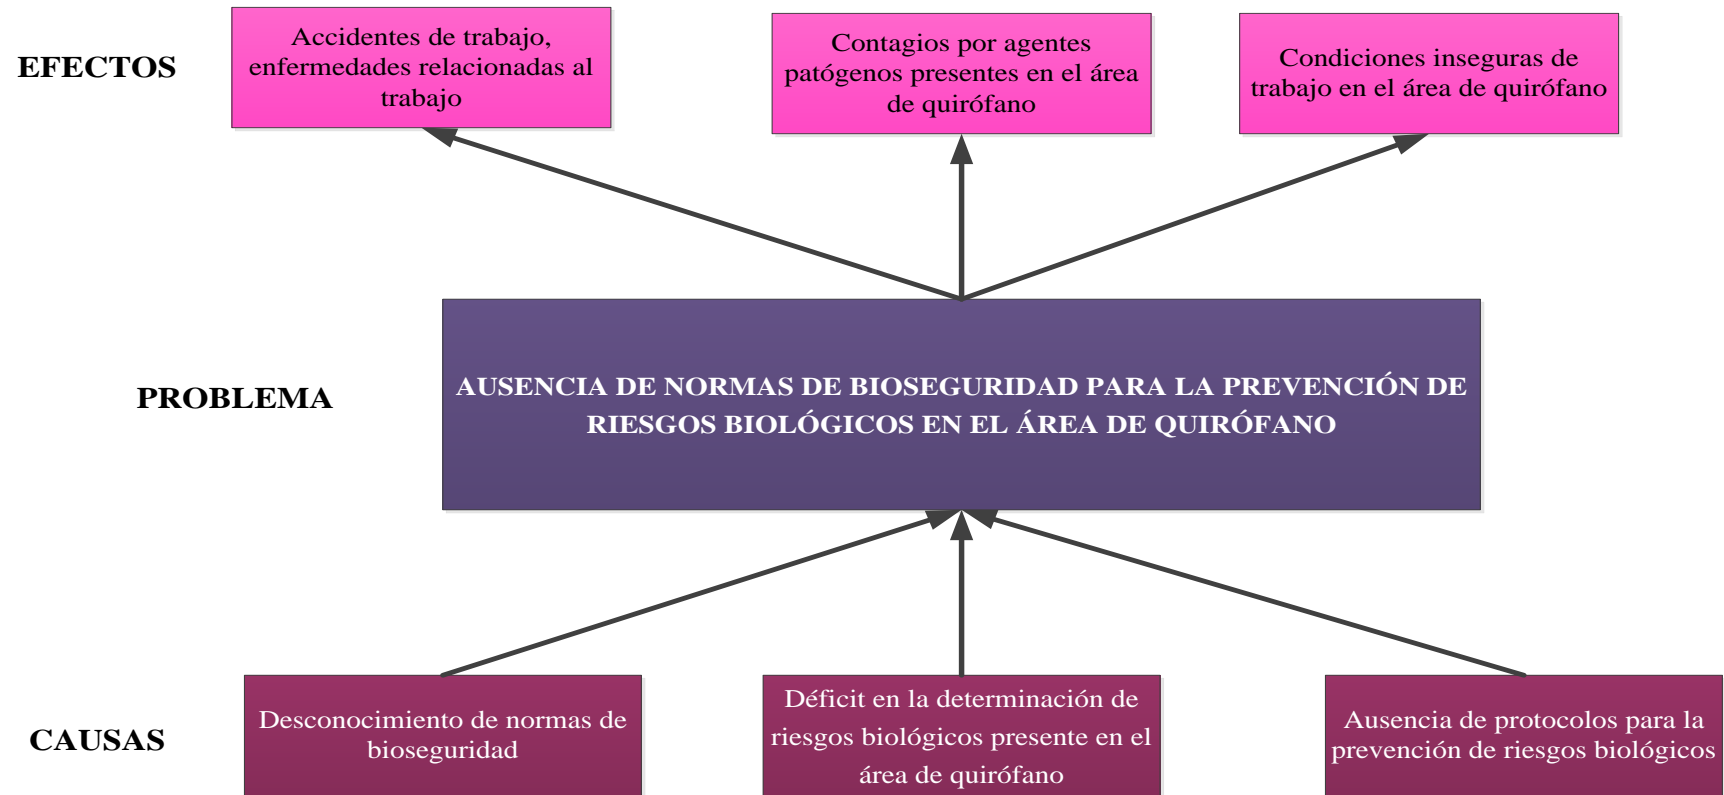 EFECTOS
Accidentes de trabajo,
enfermedades relacionadas al
trabajo
Contagios por agentes
patógenos presentes en el área
de quirófano
Condiciones inseguras de
trabajo en el área de quirófano
PROBLEMA
AUSENCIA DE NORMAS DE BIOSEGURIDAD PARA LA PREVENCIÓN DE
RIESGOS BIOLÓGICOS EN EL ÁREA DE QUIRÓFANO
CAUSAS
Desconocimiento de normas de
bioseguridad
Déficit en la determinación de
riesgos biológicos presente en el
área de quirófano
Ausencia de protocolos para la
prevención de riesgos biológicos